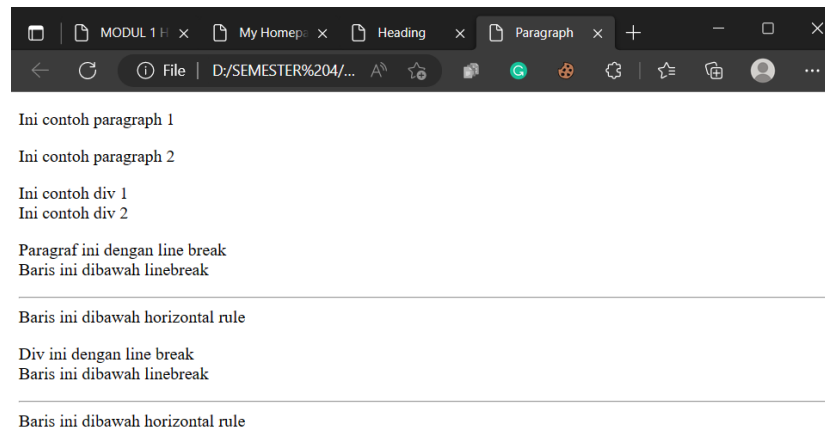 MODUL 1 H
My Homepa
Heading
Paragraph
File
D:/SEMESTER%204/...
Ini contoh paragraph 1
Ini contoh paragraph 2
Ini contoh div 1
Ini contoh div 2
Paragraf ini dengan line break
Baris ini dibawah linebreak
Baris ini dibawah horizontal rule
Div ini dengan line break
Baris ini dibawah linebreak
Baris ini dibawah horizontal rule